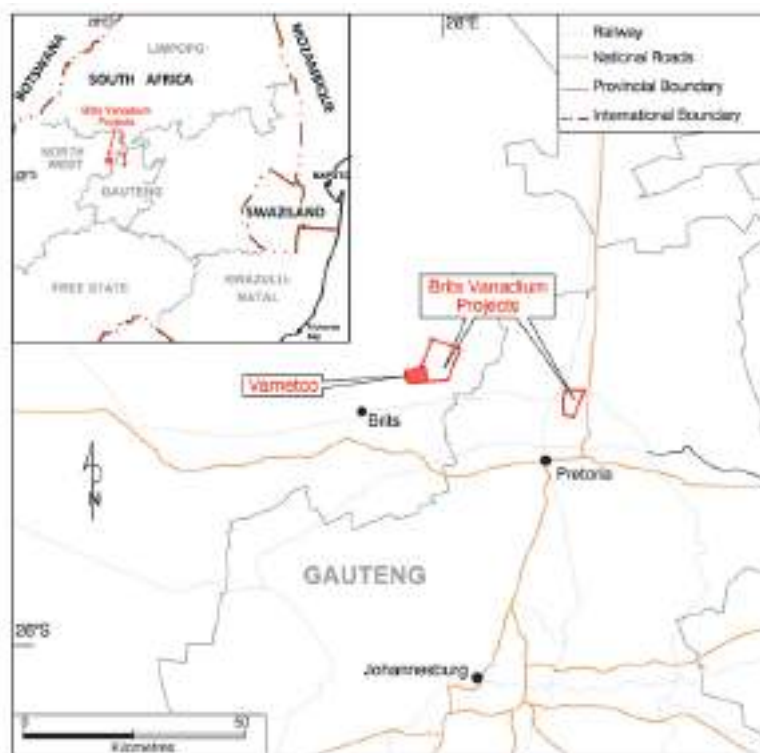 BOTSWANA
LIMPOPO
MOZAMBIQUE
SOUTH AFRICA
Brits Vanadium
Projects
NORTH
WEST
GAUTENG
SWAZILAND
FREE STATE
KWAZULU-
NATAL
28°E
Railway
National Roads
Provincial Boundary
International Boundary
Brits Vanadium
Projects
Vametco
Brits
Pretoria
N
GAUTENG
26°S
Johannesburg
0 50
Kilometres